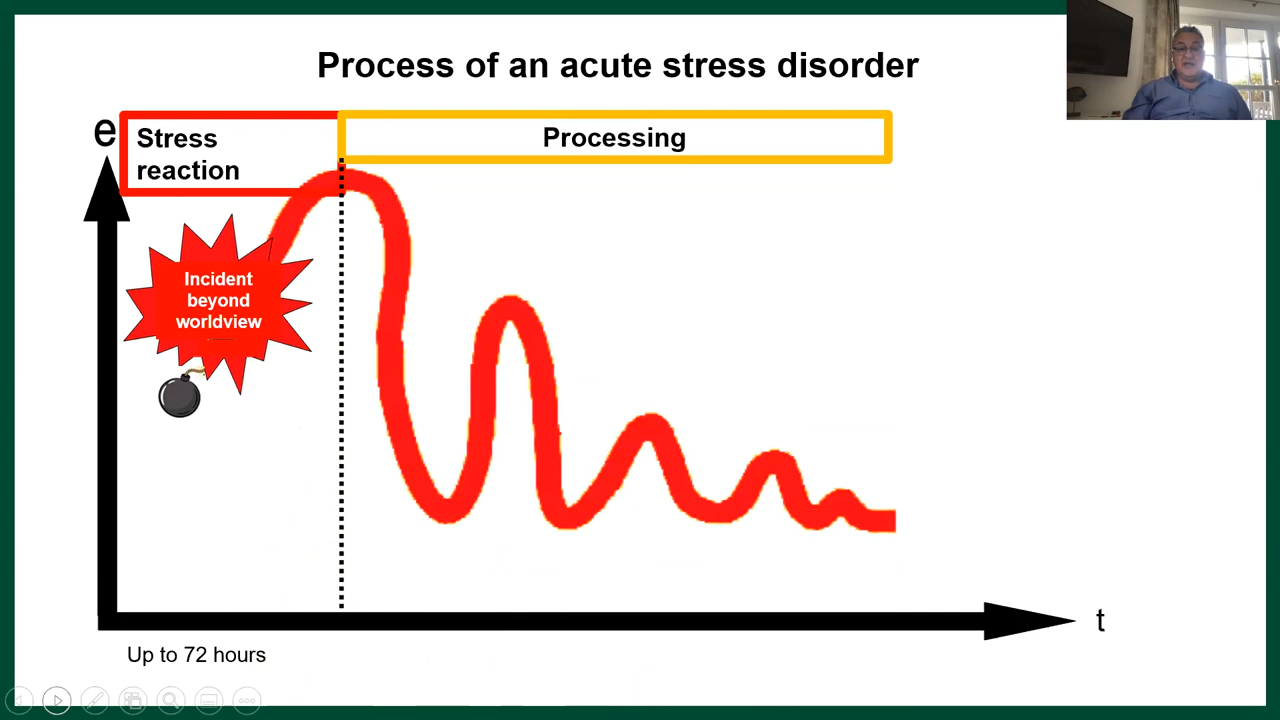 Process of an acute stress disorder
e
Stress
reaction
Processing
Incident
beyond
worldview
t
Up to 72 hours